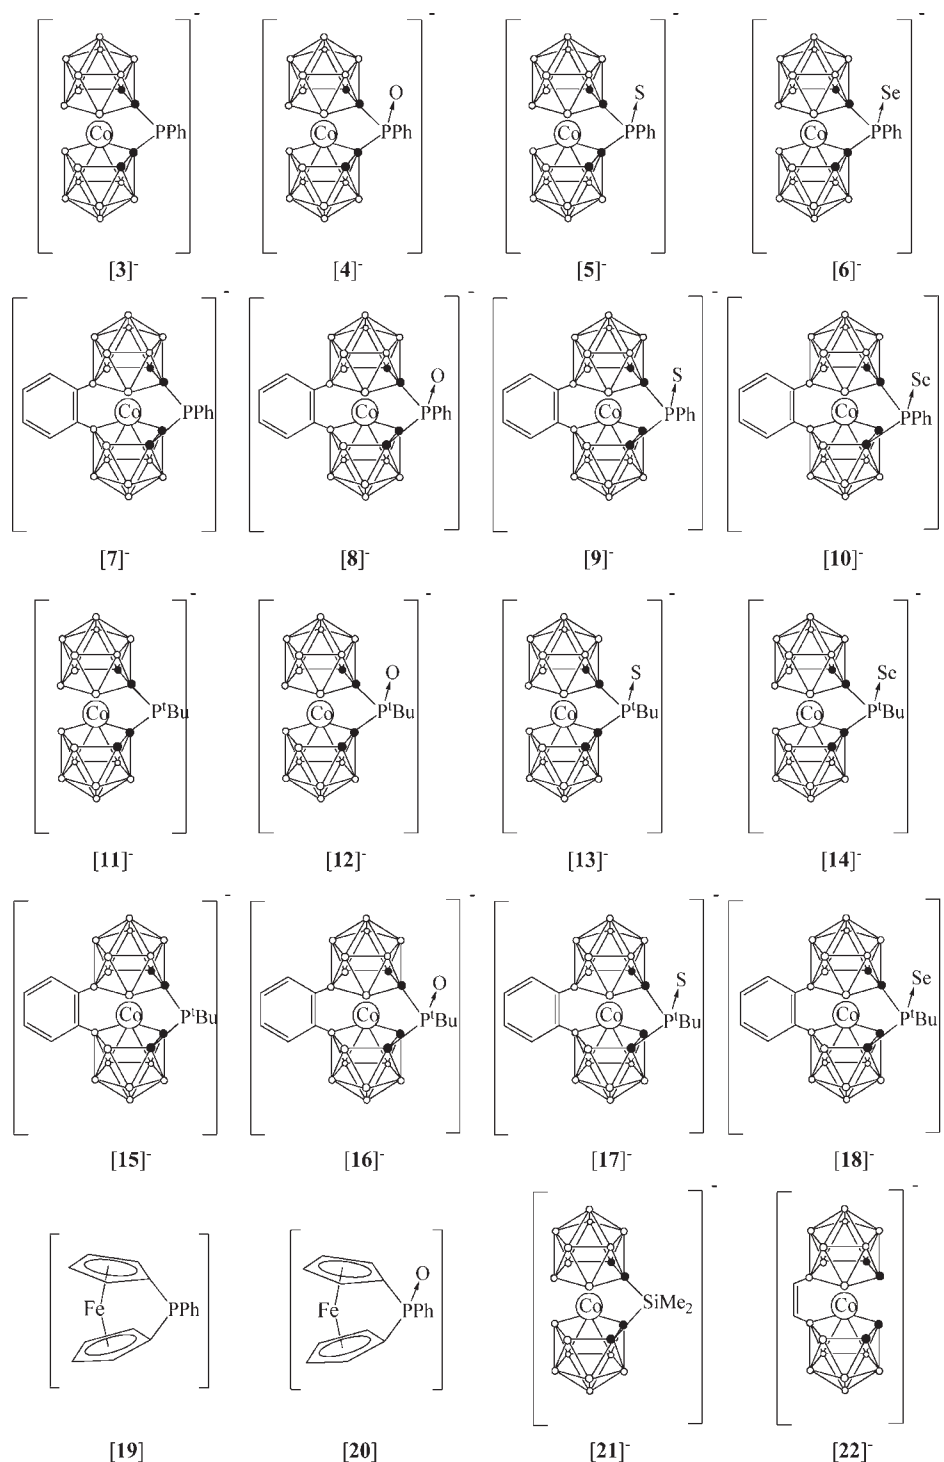 - - - -
O S Se
Co PPh Co PPh Co PPh Co PPh
[3]- [4]- [5]- [6]-
- - - -
O S Se
Co PPh Co PPh Co PPh Co PPh
[7]- [8]- [9]- [10]-
- - - -
O S Se
Co PtBu Co PtBu Co PtBu Co PtBu
[11]- [12]- [13]- [14]-
- - - -
O S Se
Co PtBu Co PtBu Co PtBu Co PtBu
[15]- [16]- [17]- [18]-
- -
O
Fe PPh Fe PPh Co SiMe2 Co
[19] [20] [21]- [22]-